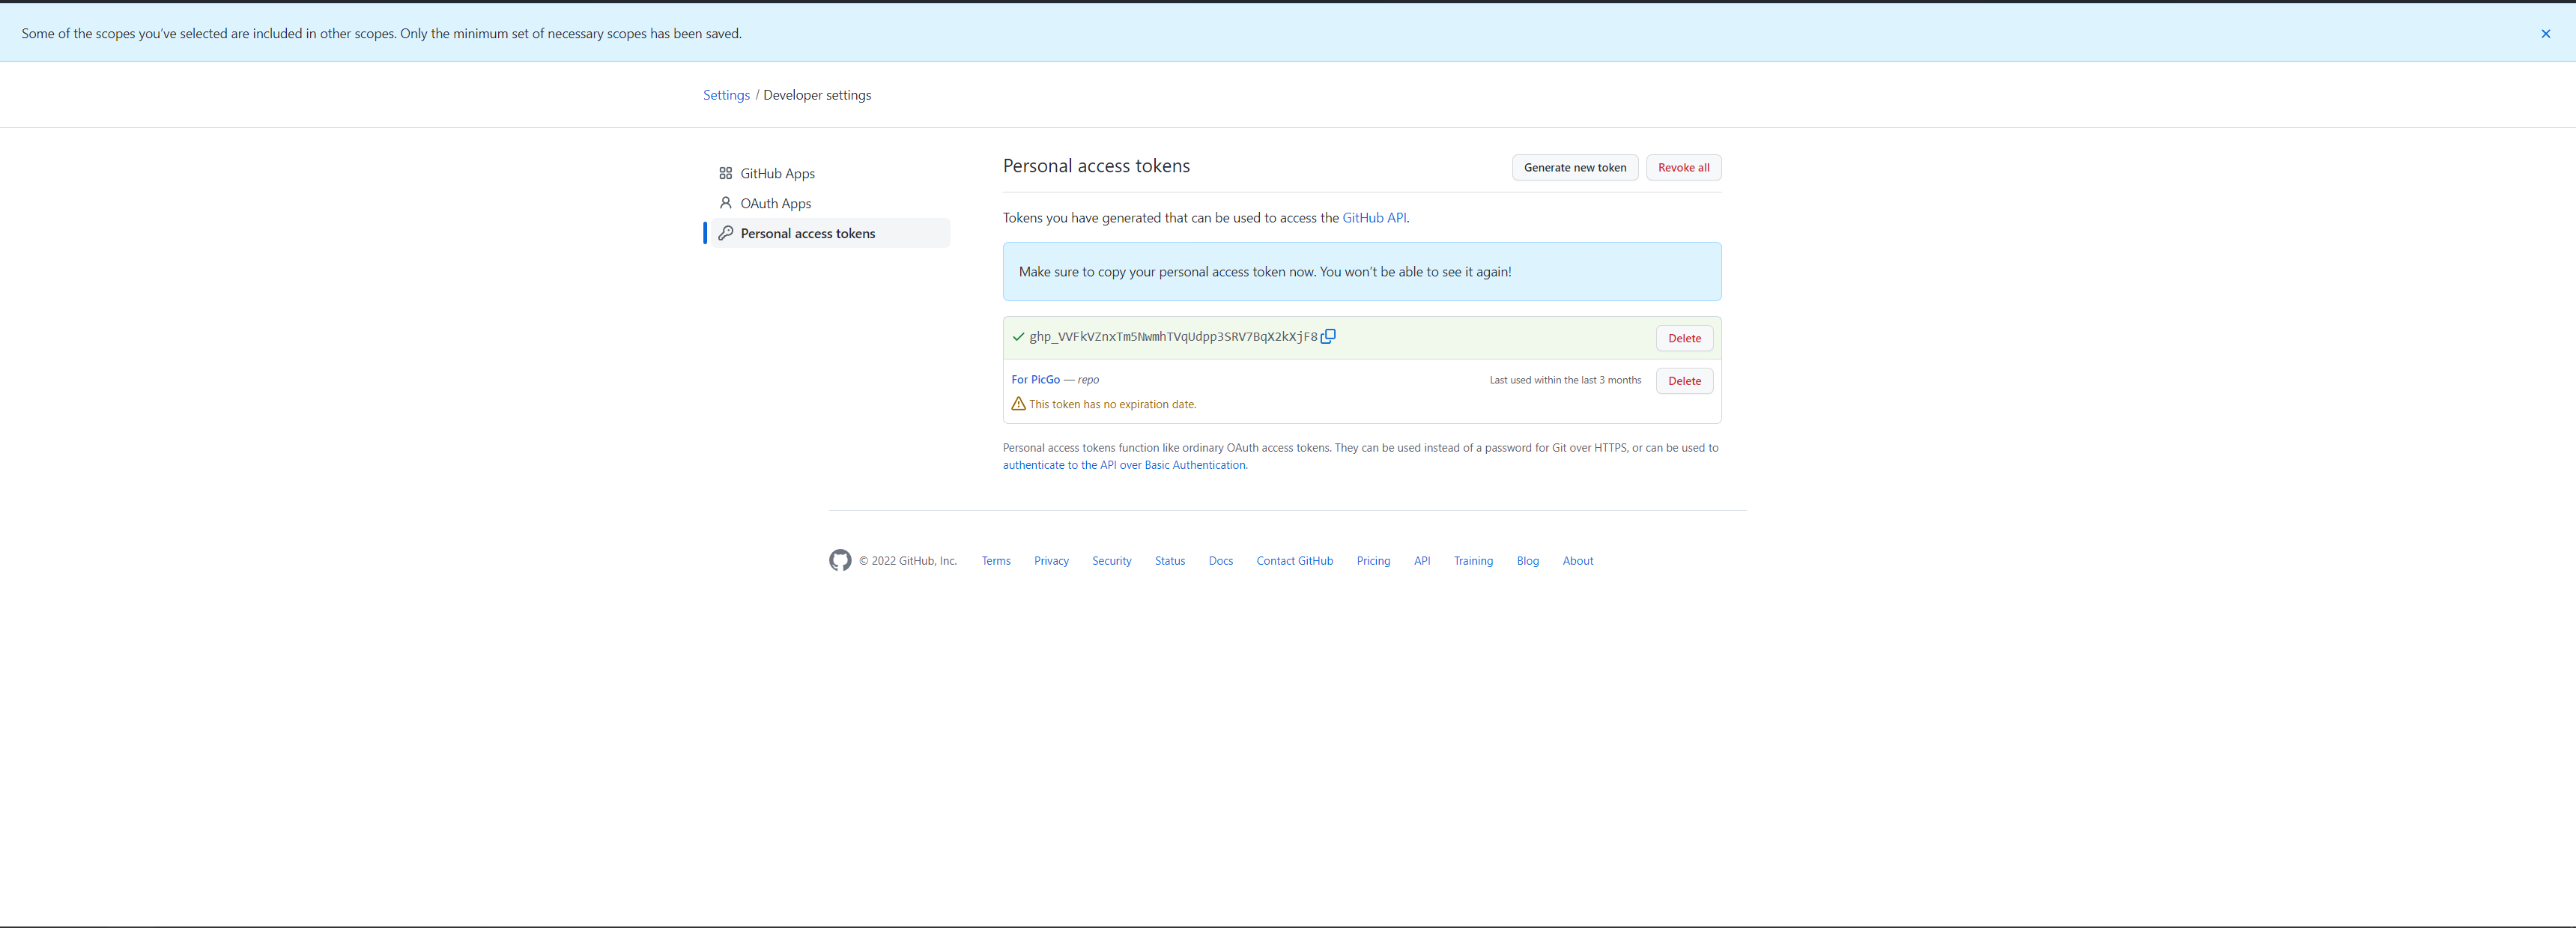 Some of the scopes you've selected are included in other scopes. Only the minimum set of necessary scopes has been saved.
Settings / Developer settings
GitHub Apps
OAuth Apps
Personal access tokens
Personal access tokens
Generate new token
Revoke all
Tokens you have generated that can be used to access the GitHub API.
Make sure to copy your personal access token now. You won't be able to see it again!
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
Delete
For PicGo — repo
Last used within the last 3 months
Delete
This token has no expiration date.
Personal access tokens function like ordinary OAuth access tokens. They can be used instead of a password for Git over HTTPS, or can be used to
authenticate to the API over Basic Authentication.
© 2022 GitHub, Inc. Terms Privacy Security Status Docs Contact GitHub Pricing API Training Blog About